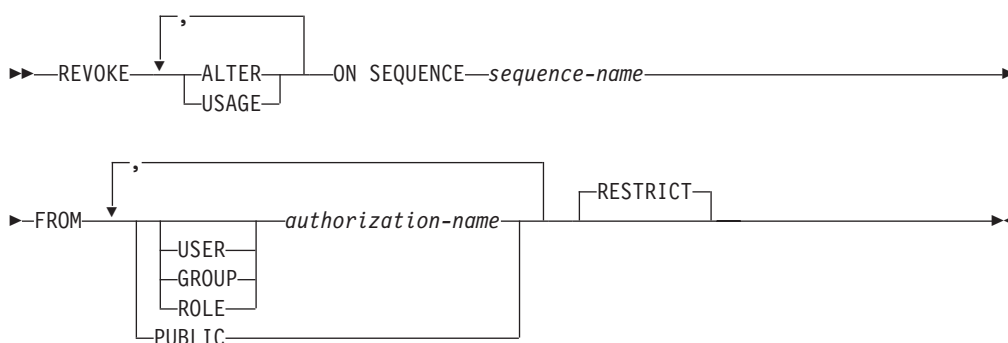 ,
REVOKE ALTER ON SEQUENCE sequence-name
USAGE
,
RESTRICT
FROM authorization-name
USER
GROUP
ROLE
PUBLIC